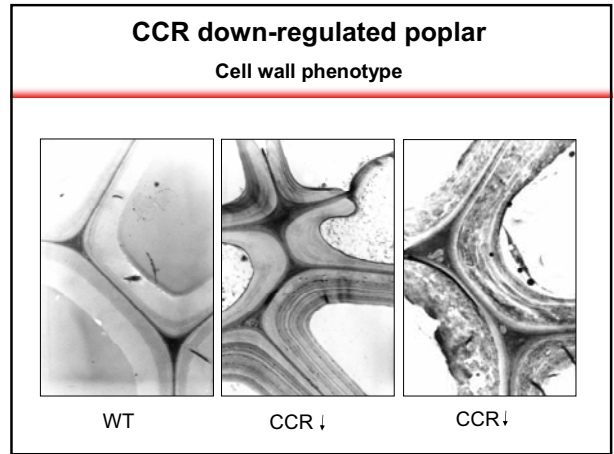 CCR down-regulated poplar
Cell wall phenotype
WT
CCR ↓
CCR↓